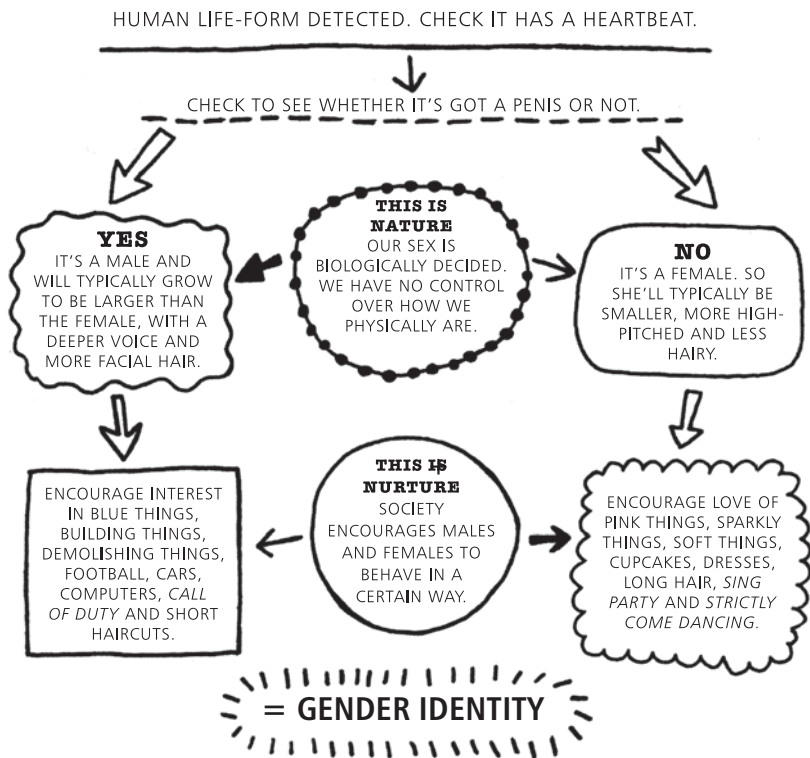 HUMAN LIFE-FORM DETECTED. CHECK IT HAS A HEARTBEAT.
CHECK TO SEE WHETHER IT'S GOT A PENIS OR NOT.
YES
IT'S A MALE AND
WILL TYPICALLY GROW
TO BE LARGER THAN
THE FEMALE, WITH A
DEEPER VOICE AND
MORE FACIAL HAIR.
THIS IS
NATURE
OUR SEX IS
BIOLOGICALLY DECIDED.
WE HAVE NO CONTROL
OVER HOW WE
PHYSICALLY ARE.
NO
IT'S A FEMALE. SO
SHE'LL TYPICALLY BE
SMALLER, MORE HIGH-
PITCHED AND LESS
HAIRY.
ENCOURAGE INTEREST
IN BLUE THINGS,
BUILDING THINGS,
DEMOLISHING THINGS,
FOOTBALL, CARS,
COMPUTERS, CALL
OF DUTY AND SHORT
HAIRCUTS.
THIS IS
NURTURE
SOCIETY
ENCOURAGES MALES
AND FEMALES TO
BEHAVE IN A
CERTAIN WAY.
ENCOURAGE LOVE OF
PINK THINGS, SPARKLY
THINGS, SOFT THINGS,
CUPCAKES, DRESSES,
LONG HAIR, SING
PARTY AND STRICTLY
COME DANCING.
= GENDER IDENTITY